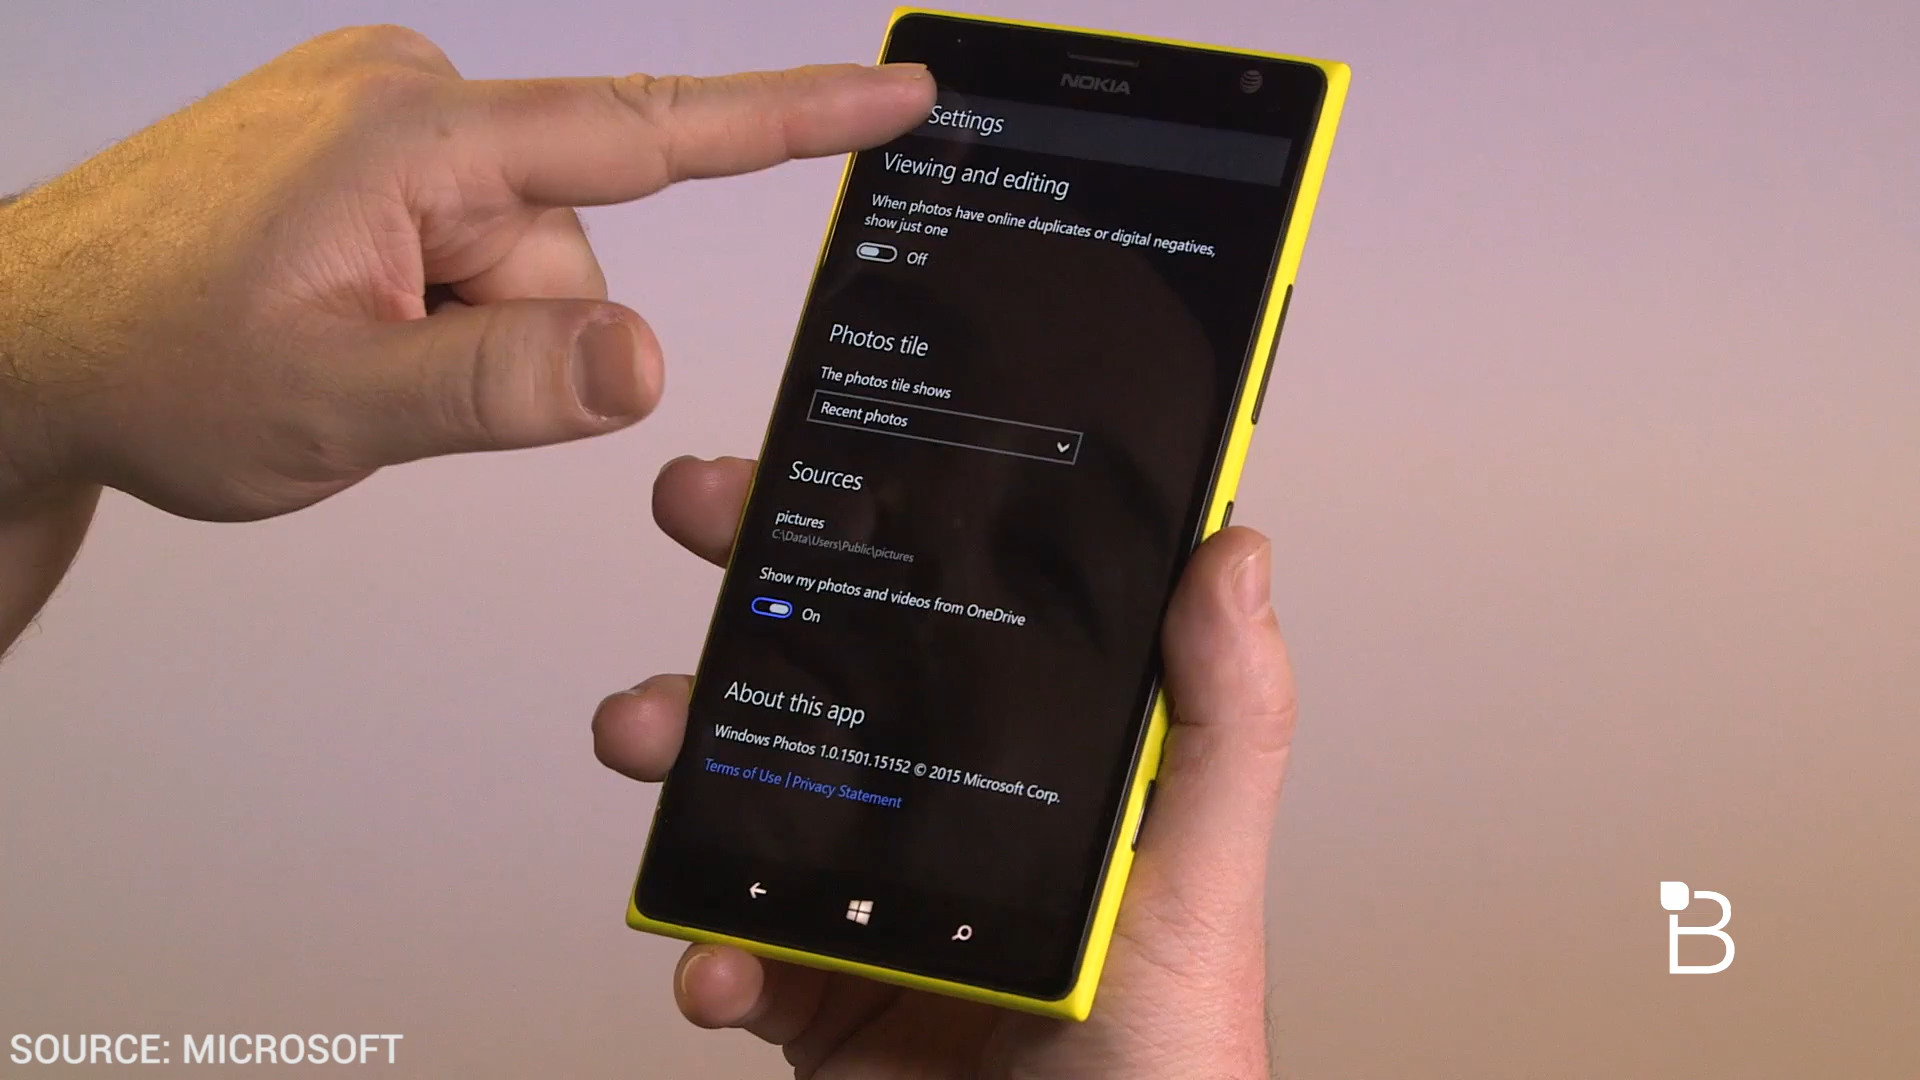 NOKIA
Settings
Viewing and editing
When photos have online duplicates or digital negatives,
show just one
Off
Photos tile
The photos tile shows
Recent photos
Sources
pictures
C:\Data\Users\Public\pictures
Show my photos and videos from OneDrive
On
About this app
Windows Photos 1.0.1501.15152 © 2015 Microsoft Corp.
Terms of Use | Privacy Statement
B
SOURCE: MICROSOFT